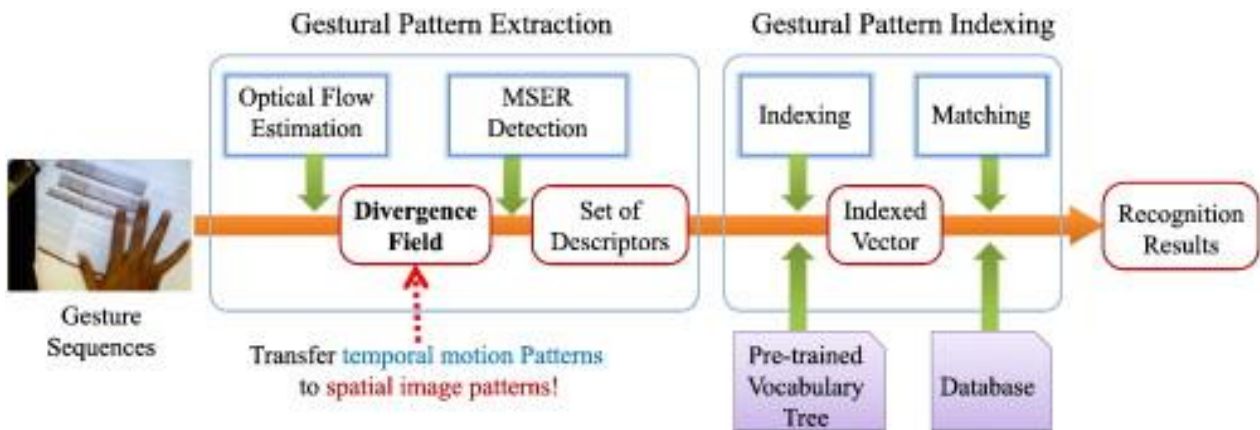 Gestural Pattern Extraction
Gestural Pattern Indexing
Optical Flow
Estimation
MSER
Detection
Indexing
Matching
Divergence
Field
Set of
Descriptors
Indexed
Vector
Recognition
Results
Gesture
Sequences
Transfer temporal motion Patterns
to spatial image patterns!
Pre-trained
Vocabulary
Tree
Database